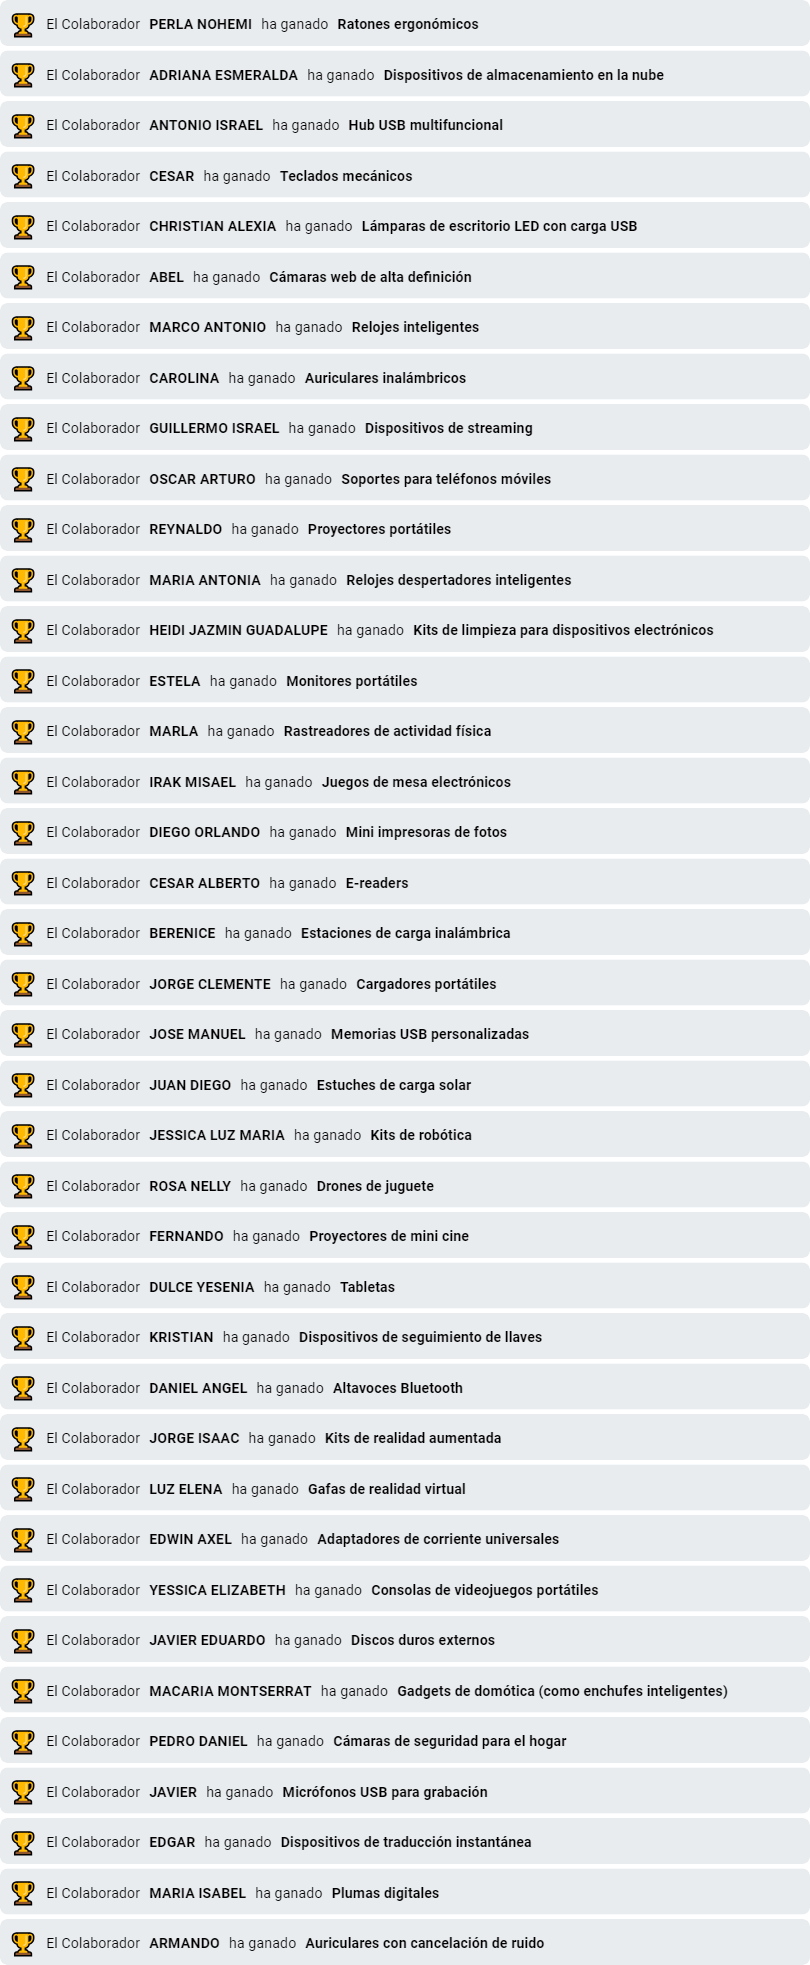 El Colaborador PERLA NOHEMI ha ganado Ratones ergonómicos
El Colaborador ADRIANA ESMERALDA ha ganado Dispositivos de almacenamiento en la nube
El Colaborador ANTONIO ISRAEL ha ganado Hub USB multifuncional
El Colaborador CESAR ha ganado Teclados mecánicos
El Colaborador CHRISTIAN ALEXIA ha ganado Lámparas de escritorio LED con carga USB
El Colaborador ABEL ha ganado Cámaras web de alta definición
El Colaborador MARCO ANTONIO ha ganado Relojes inteligentes
El Colaborador CAROLINA ha ganado Auriculares inalámbricos
El Colaborador GUILLERMO ISRAEL ha ganado Dispositivos de streaming
El Colaborador OSCAR ARTURO ha ganado Soportes para teléfonos móviles
El Colaborador REYNALDO ha ganado Proyectores portátiles
El Colaborador MARIA ANTONIA ha ganado Relojes despertadores inteligentes
El Colaborador HEIDI JAZMIN GUADALUPE ha ganado Kits de limpieza para dispositivos electrónicos
El Colaborador ESTELA ha ganado Monitores portátiles
El Colaborador MARLA ha ganado Rastreadores de actividad física
El Colaborador IRAK MISAEL ha ganado Juegos de mesa electrónicos
El Colaborador DIEGO ORLANDO ha ganado Mini impresoras de fotos
El Colaborador CESAR ALBERTO ha ganado E-readers
El Colaborador BERENICE ha ganado Estaciones de carga inalámbrica
El Colaborador JORGE CLEMENTE ha ganado Cargadores portátiles
El Colaborador JOSE MANUEL ha ganado Memorias USB personalizadas
El Colaborador JUAN DIEGO ha ganado Estuches de carga solar
El Colaborador JESSICA LUZ MARIA ha ganado Kits de robótica
El Colaborador ROSA NELLY ha ganado Drones de juguete
El Colaborador FERNANDO ha ganado Proyectores de mini cine
El Colaborador DULCE YESENIA ha ganado Tabletas
El Colaborador KRISTIAN ha ganado Dispositivos de seguimiento de llaves
El Colaborador DANIEL ANGEL ha ganado Altavoces Bluetooth
El Colaborador JORGE ISAAC ha ganado Kits de realidad aumentada
El Colaborador LUZ ELENA ha ganado Gafas de realidad virtual
El Colaborador EDWIN AXEL ha ganado Adaptadores de corriente universales
El Colaborador YESSICA ELIZABETH ha ganado Consolas de videojuegos portátiles
El Colaborador JAVIER EDUARDO ha ganado Discos duros externos
El Colaborador MACARIA MONTSERRAT ha ganado Gadgets de domótica (como enchufes inteligentes)
El Colaborador PEDRO DANIEL ha ganado Cámaras de seguridad para el hogar
El Colaborador JAVIER ha ganado Micrófonos USB para grabación
El Colaborador EDGAR ha ganado Dispositivos de traducción instantánea
El Colaborador MARIA ISABEL ha ganado Plumas digitales
El Colaborador ARMANDO ha ganado Auriculares con cancelación de ruido